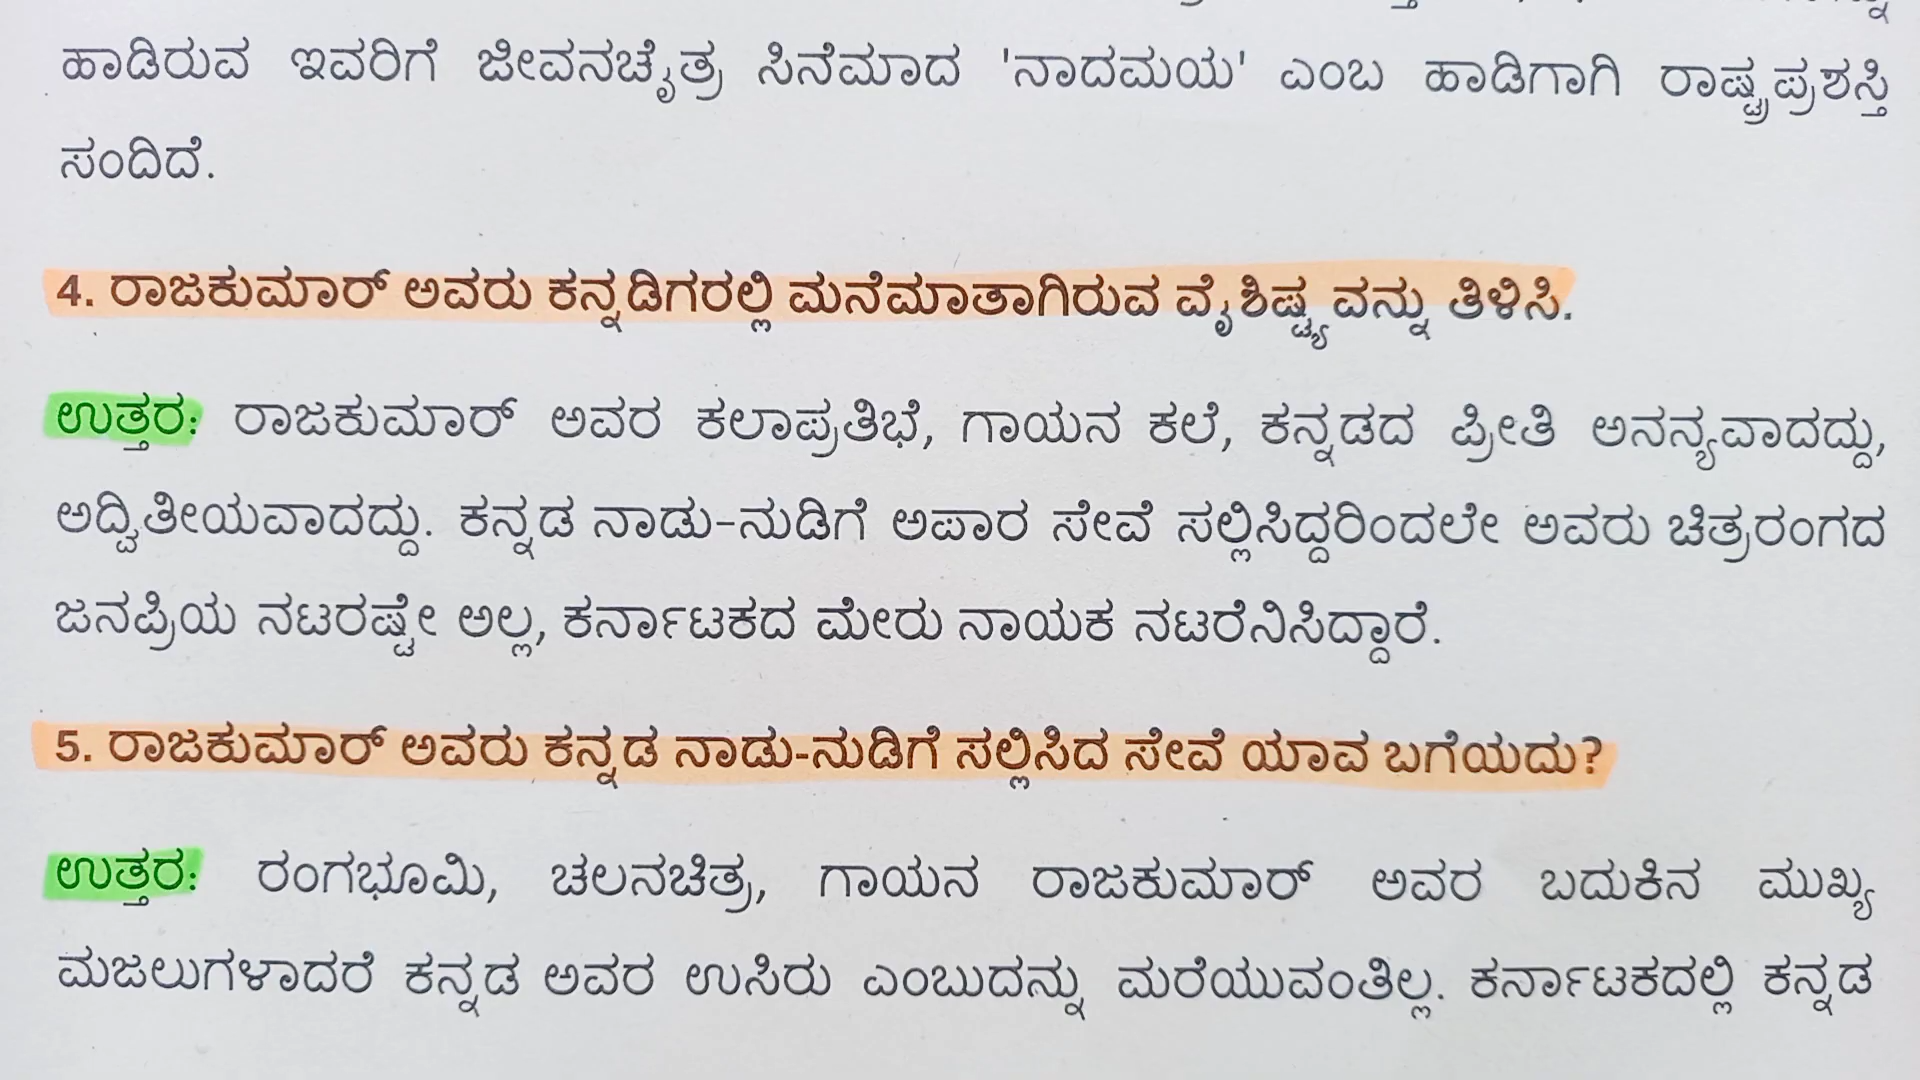 ಹಾಡಿರುವ ಇವರಿಗೆ ಜೀವನಚೈತ್ರ ಸಿನೆಮಾದ 'ನಾದಮಯ' ಎಂಬ ಹಾಡಿಗಾಗಿ ರಾಷ್ಟ್ರಪ್ರಶಸ್ತಿ
ಸಂದಿದೆ.
4. ರಾಜಕುಮಾರ್ ಅವರು ಕನ್ನಡಿಗರಲ್ಲಿ ಮನೆಮಾತಾಗಿರುವ ವೈಶಿಷ್ಟ್ಯವನ್ನು ತಿಳಿಸಿ.
ಉತ್ತರ: ರಾಜಕುಮಾರ್ ಅವರ ಕಲಾಪ್ರತಿಭೆ, ಗಾಯನ ಕಲೆ, ಕನ್ನಡದ ಪ್ರೀತಿ ಅನನ್ಯವಾದದ್ದು,
ಅದ್ವಿತೀಯವಾದದ್ದು. ಕನ್ನಡ ನಾಡು-ನುಡಿಗೆ ಅಪಾರ ಸೇವೆ ಸಲ್ಲಿಸಿದ್ದರಿಂದಲೇ ಅವರು ಚಿತ್ರರಂಗದ
ಜನಪ್ರಿಯ ನಟರಷ್ಟೇ ಅಲ್ಲ, ಕರ್ನಾಟಕದ ಮೇರು ನಾಯಕ ನಟರೆನಿಸಿದ್ದಾರೆ.
5. ರಾಜಕುಮಾರ್ ಅವರು ಕನ್ನಡ ನಾಡು-ನುಡಿಗೆ ಸಲ್ಲಿಸಿದ ಸೇವೆ ಯಾವ ಬಗೆಯದು?
ಉತ್ತರ: ರಂಗಭೂಮಿ, ಚಲನಚಿತ್ರ, ಗಾಯನ ರಾಜಕುಮಾರ್ ಅವರ ಬದುಕಿನ ಮುಖ್ಯ
ಮಜಲುಗಳಾದರೆ ಕನ್ನಡ ಅವರ ಉಸಿರು ಎಂಬುದನ್ನು ಮರೆಯುವಂತಿಲ್ಲ. ಕರ್ನಾಟಕದಲ್ಲಿ ಕನ್ನಡ